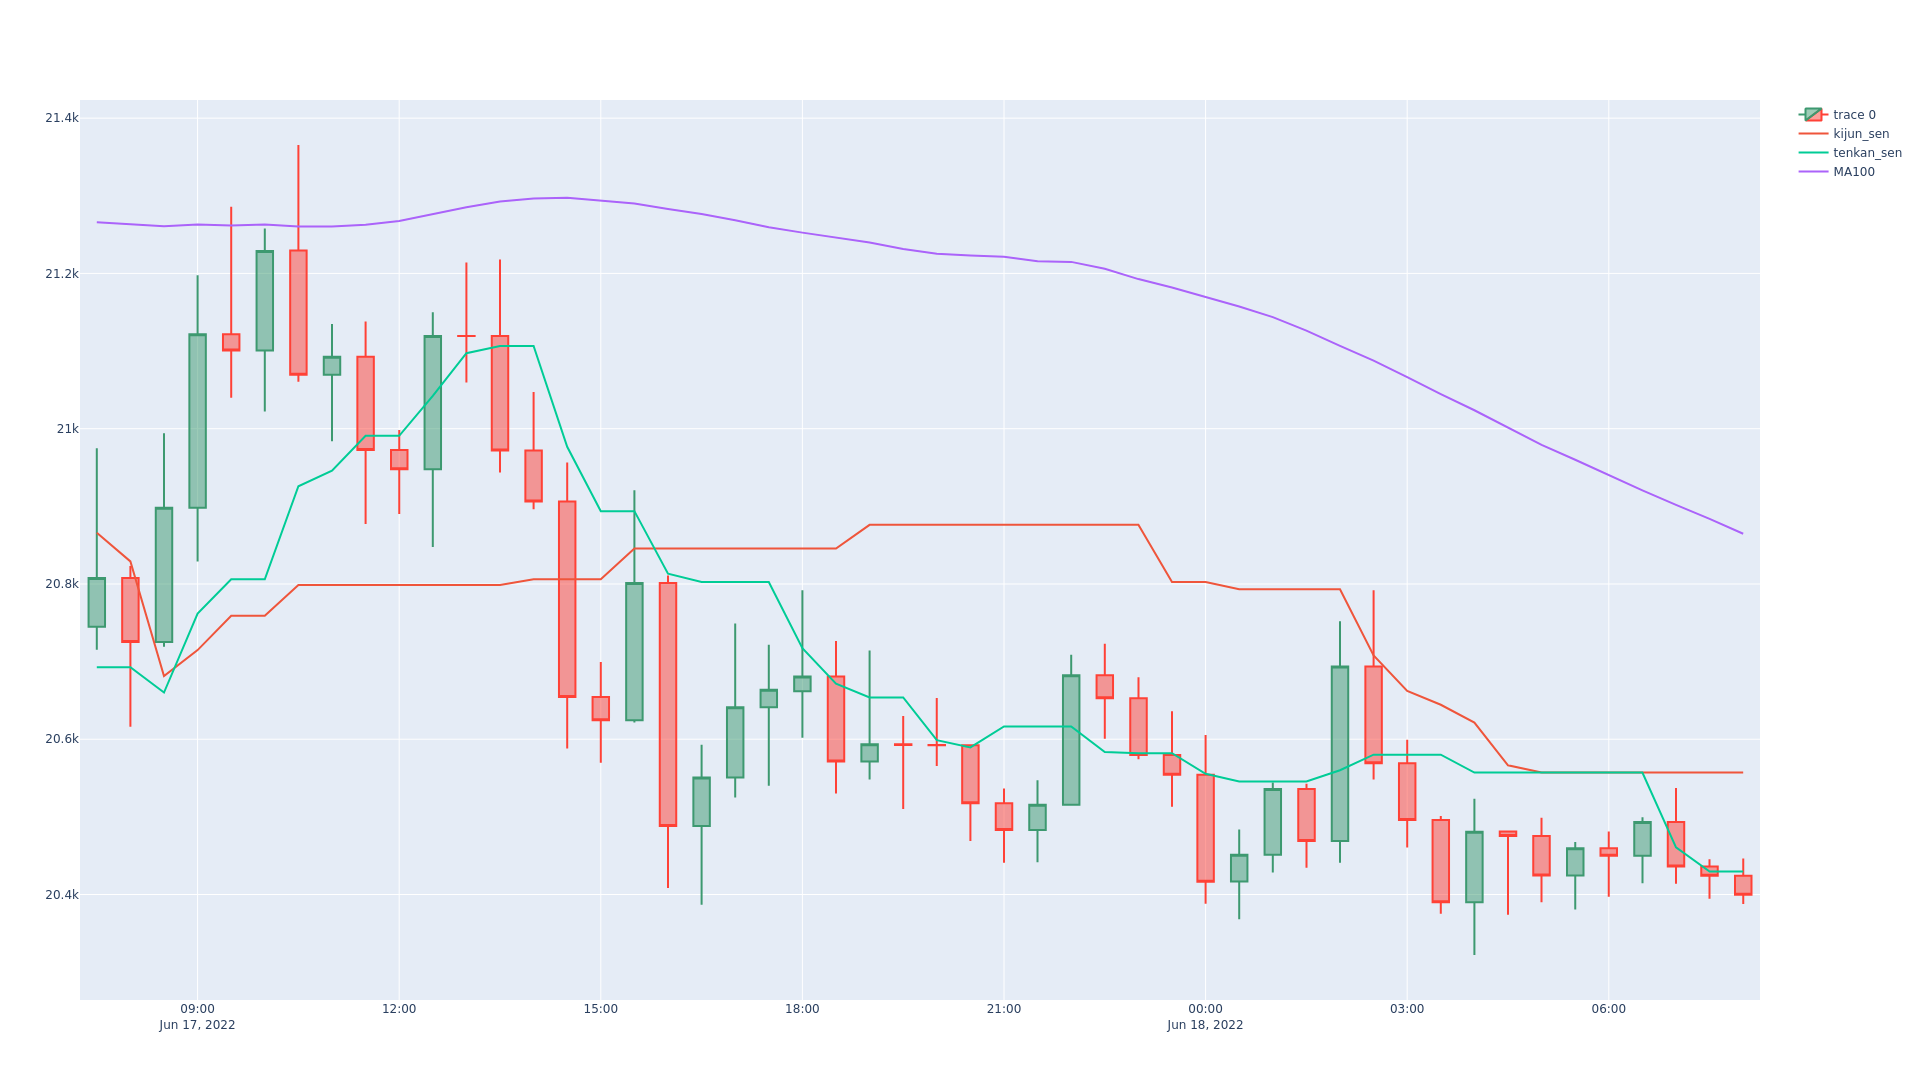 21.4k
21.2k
21k
20.8k
20.6k
20.4k
09:00
Jun 17, 2022
12:00
15:00
18:00
21:00
00:00
Jun 18, 2022
03:00
06:00
trace 0
kijun_sen
tenkan_sen
MA100